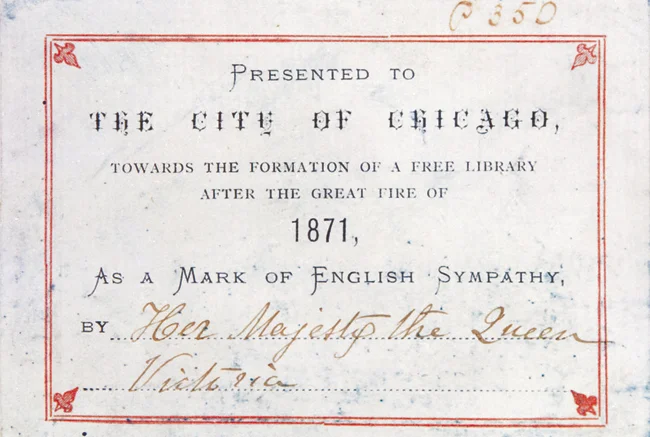 P 350
PRESENTED TO
THE CITY OF CHICAGO,
TOWARDS THE FORMATION OF A FREE LIBRARY
AFTER THE GREAT FIRE OF
1871,
AS A MARK OF ENGLISH SYMPATHY,
BY Her Majesty the Queen
Victoria